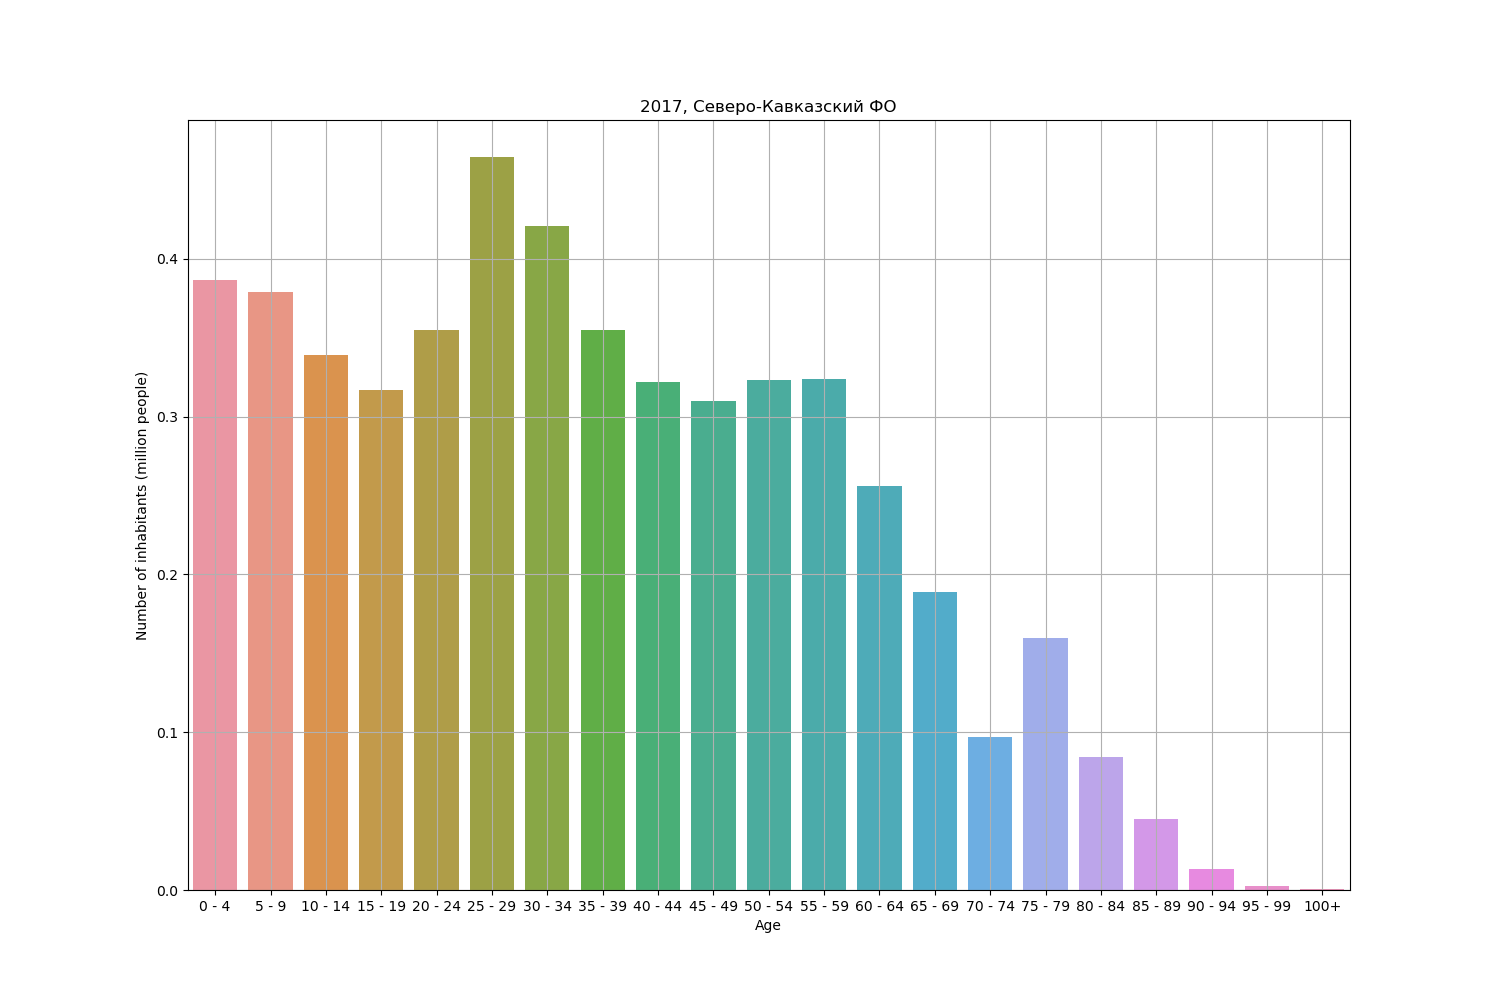 2017, Северо-Кавказский ФО
Number of inhabitants (million people)
0.4
0.3
0.2
0.1
0.0
0 - 4 5 - 9 10 - 14 15 - 19 20 - 24 25 - 29 30 - 34 35 - 39 40 - 44 45 - 49 50 - 54 55 - 59 60 - 64 65 - 69 70 - 74 75 - 79 80 - 84 85 - 89 90 - 94 95 - 99 100+
Age